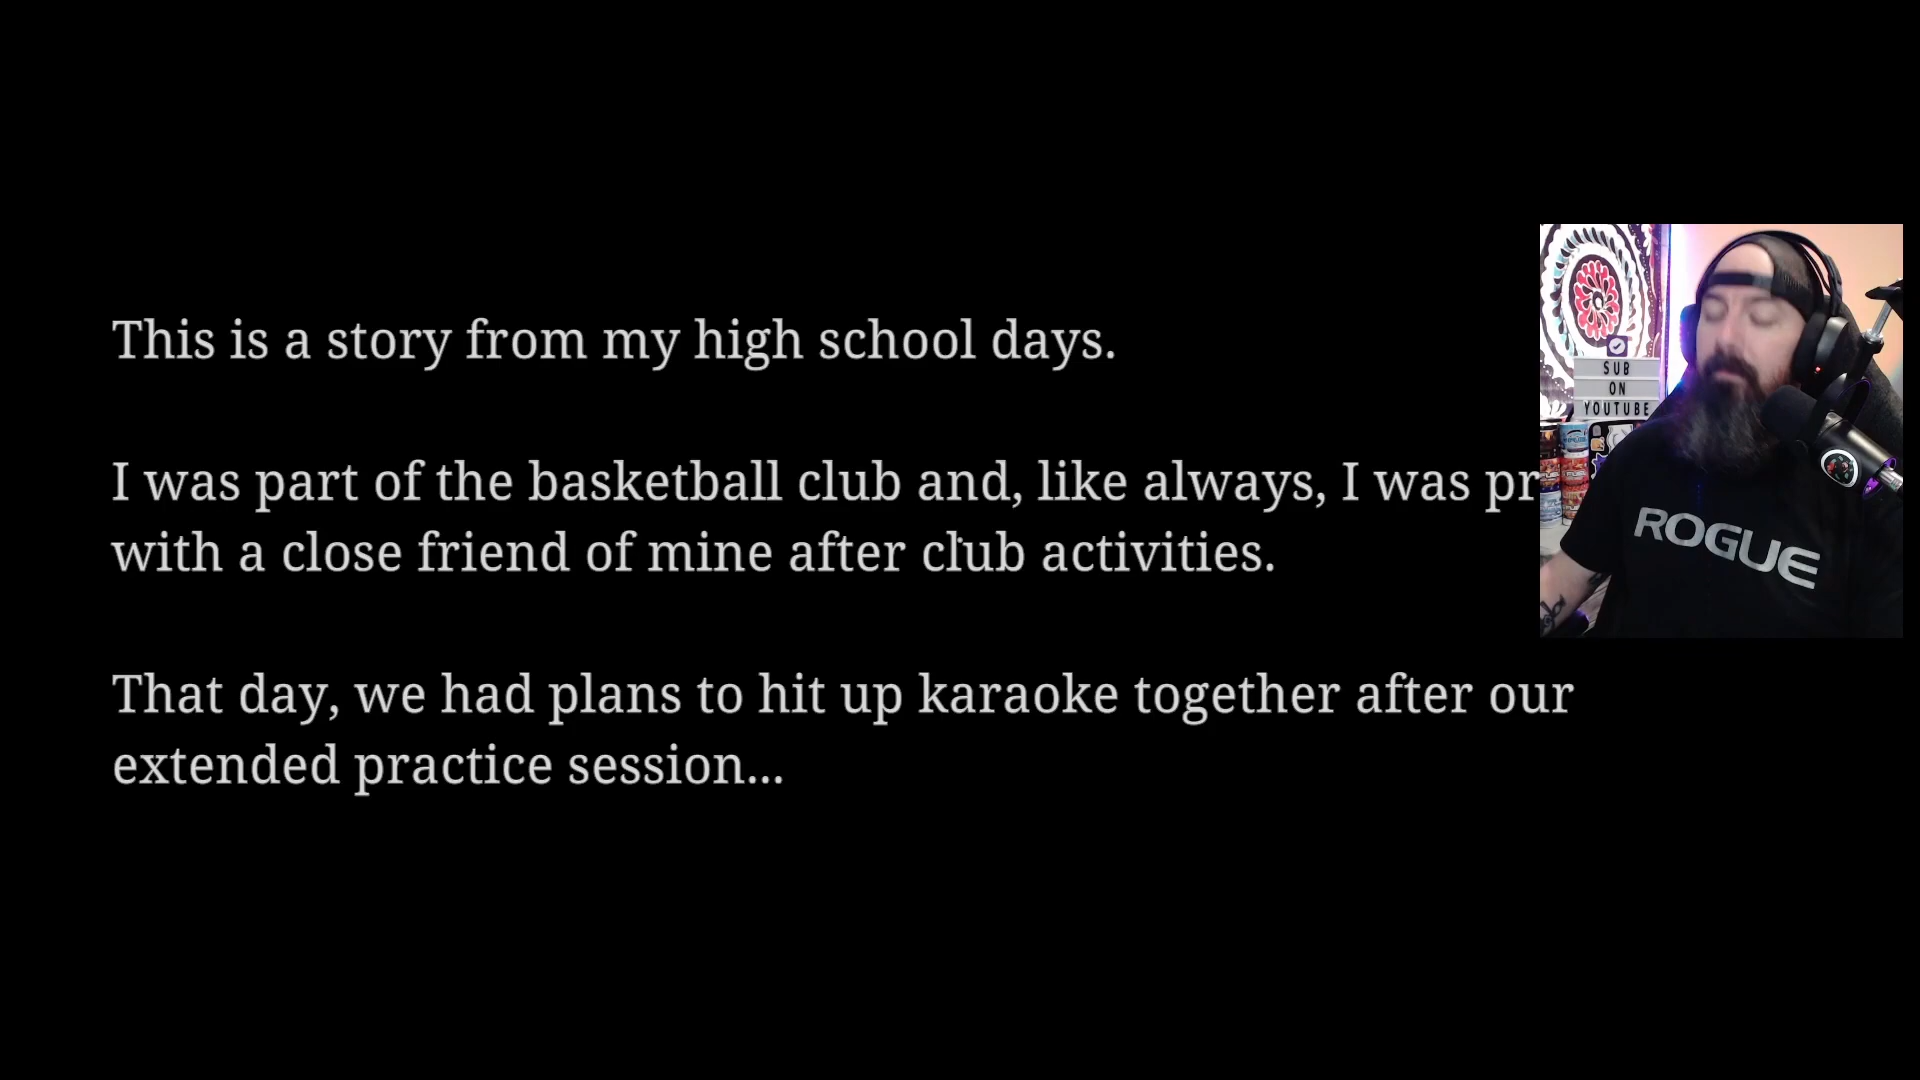 This is a story from my high school days.
I was part of the basketball club and, like always, I was pr
with a close friend of mine after club activities.
That day, we had plans to hit up karaoke together after our
extended practice session...
SUB
ON
YOUTUBE
ROGUE